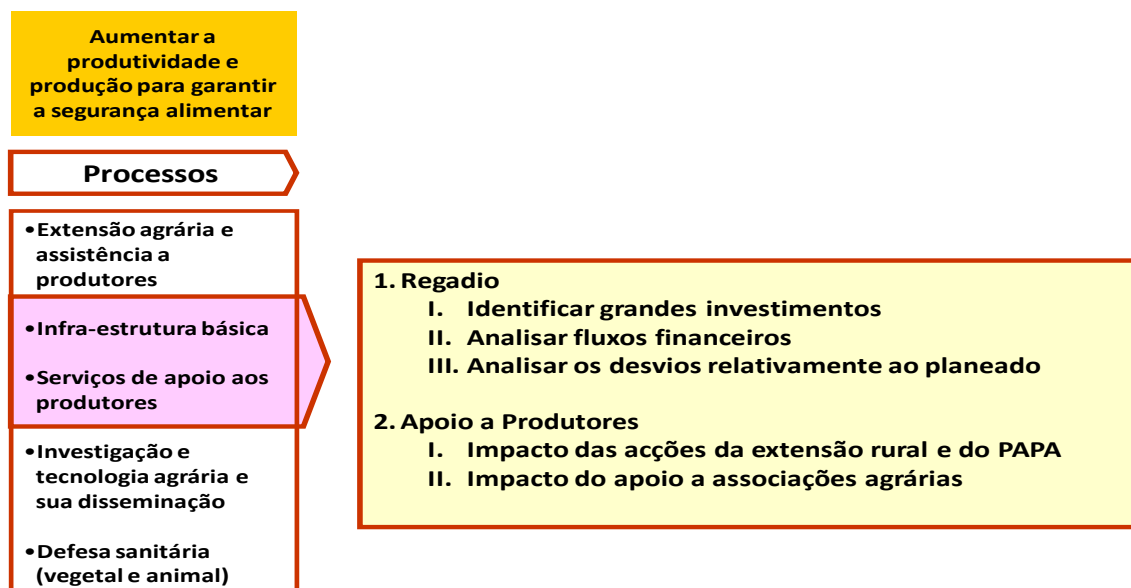 Aumentar a
produtividade e
produção para garantir
a segurança alimentar
Processos
•Extensão agrária e
assistência a
produtores
•Infra-estrutura básica
•Serviços de apoio aos
produtores
•Investigação e
tecnologia agrária e
sua disseminação
•Defesa sanitária
(vegetal e animal)
1. Regadio
I. Identificar grandes investimentos
II. Analisar fluxos financeiros
III. Analisar os desvios relativamente ao planeado
2. Apoio a Produtores
I. Impacto das acções da extensão rural e do PAPA
II. Impacto do apoio a associações agrárias